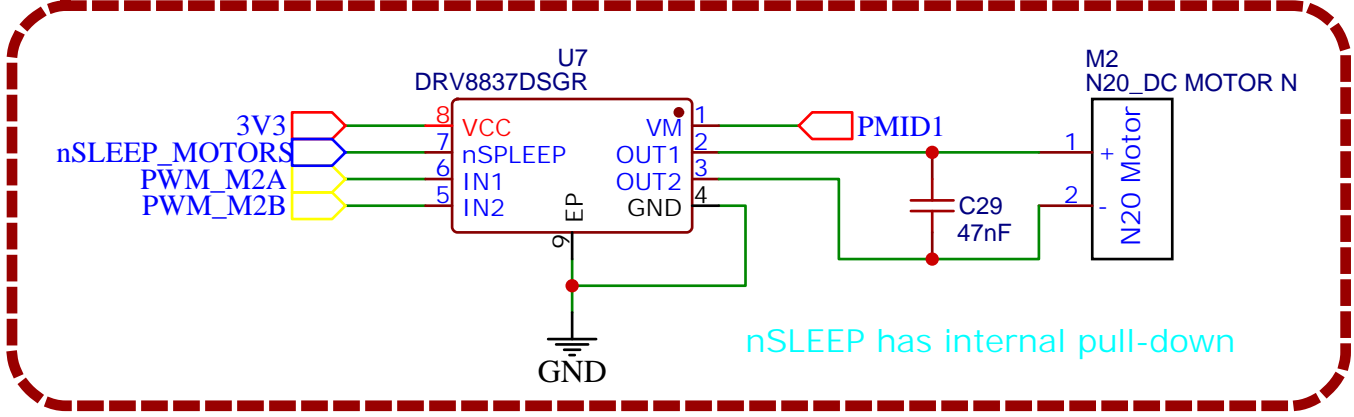 U7
DRV8837DSGR
M2
N20_DC MOTOR N
3V3
8
VCC
VM
1
PMID1
nSLEEP_MOTORS
7
nSPLEEP
OUT1
2
1
+
PWM_M2A
6
IN1
OUT2
3
PWM_M2B
5
IN2
GND
4
2
-
EP
9
C29
47nF
N20 Motor
nSLEEP has internal pull-down
GND